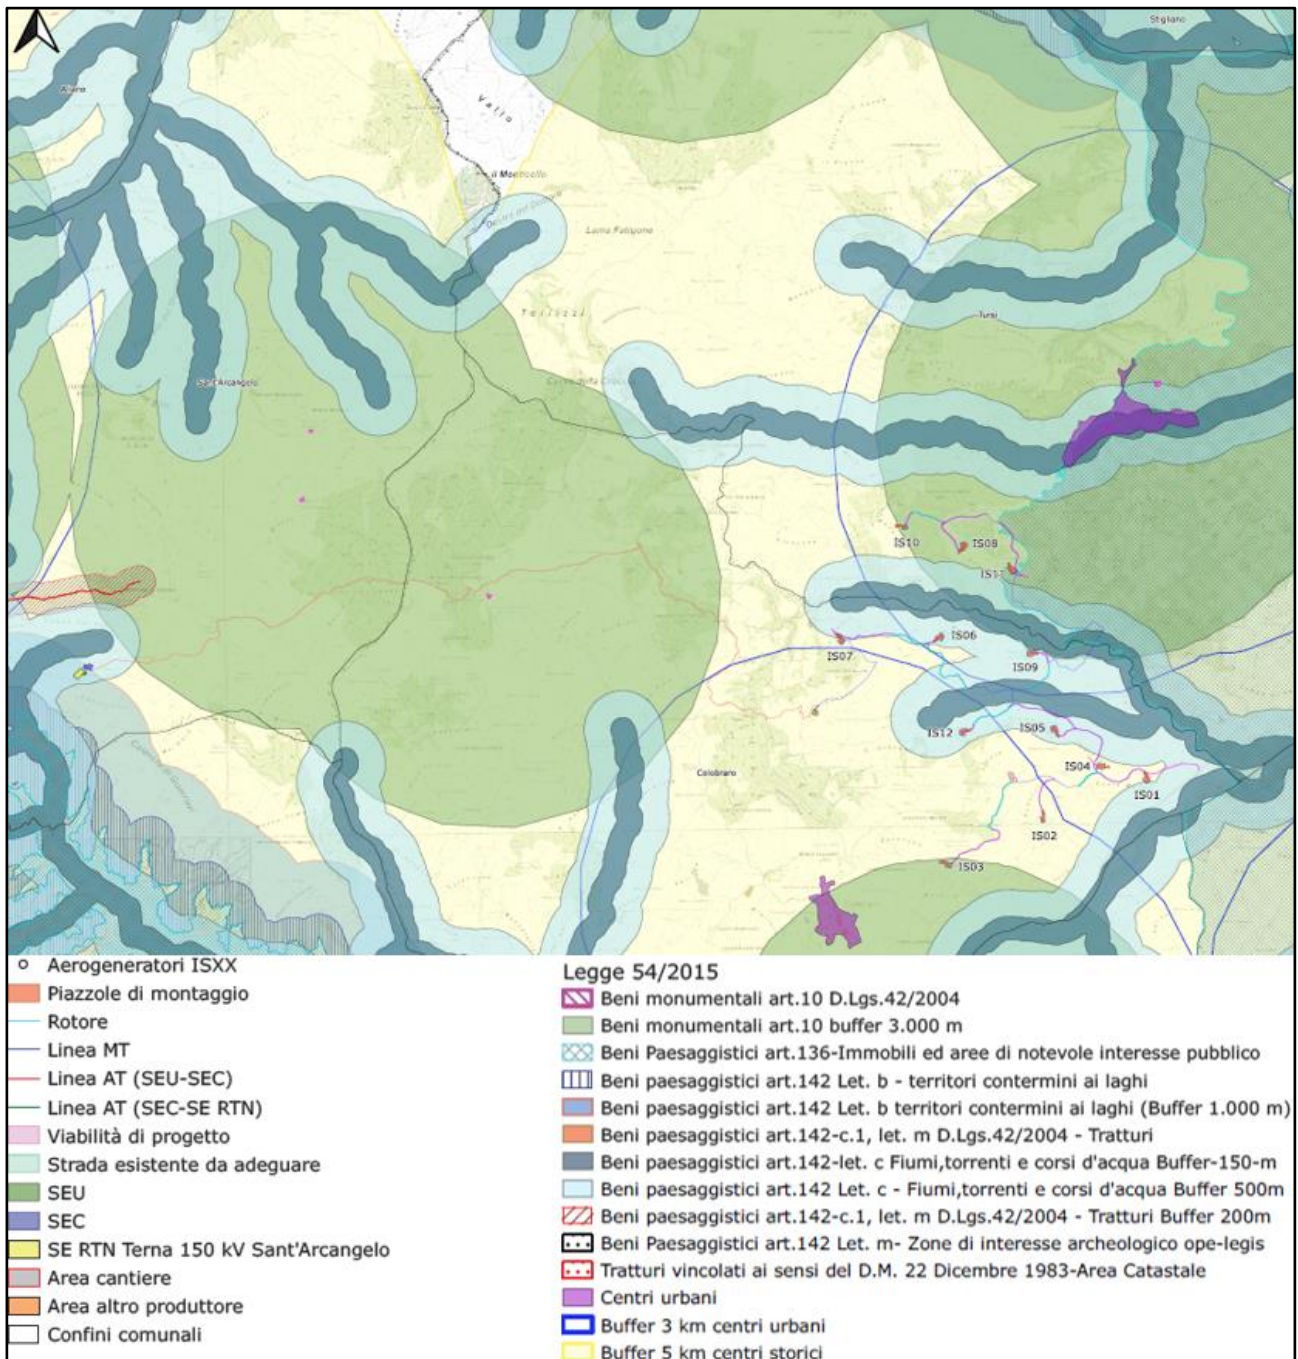 Stigliano
Aliano
Valle
il Monticello
Lama Patigono
Tursi
Sant'Arcangelo
IS10
IS08
IS11
IS07
IS06
IS09
IS12
IS05
IS04
IS01
Colobraro
IS02
IS03
Aerogeneratori ISXX
Piazzole di montaggio
Rotore
Linea MT
Linea AT (SEU-SEC)
Linea AT (SEC-SE RTN)
Viabilità di progetto
Strada esistente da adeguare
SEU
SEC
SE RTN Terna 150 kV Sant'Arcangelo
Area cantiere
Area altro produttore
Confini comunali
Legge 54/2015
Beni monumentali art.10 D.Lgs.42/2004
Beni monumentali art.10 buffer 3.000 m
Beni Paesaggistici art.136-Immobili ed aree di notevole interesse pubblico
Beni paesaggistici art.142 Let. b - territori contermini ai laghi
Beni paesaggistici art.142 Let. b territori contermini ai laghi (Buffer 1.000 m)
Beni paesaggistici art.142-c.1, let. m D.Lgs.42/2004 - Tratturi
Beni paesaggistici art.142-let. c Fiumi,torrenti e corsi d'acqua Buffer-150-m
Beni paesaggistici art.142 Let. c - Fiumi,torrenti e corsi d'acqua Buffer 500m
Beni paesaggistici art.142-c.1, let. m D.Lgs.42/2004 - Tratturi Buffer 200m
Beni Paesaggistici art.142 Let. m- Zone di interesse archeologico ope-legis
Tratturi vincolati ai sensi del D.M. 22 Dicembre 1983-Area Catastale
Centri urbani
Buffer 3 km centri urbani
Buffer 5 km centri storici